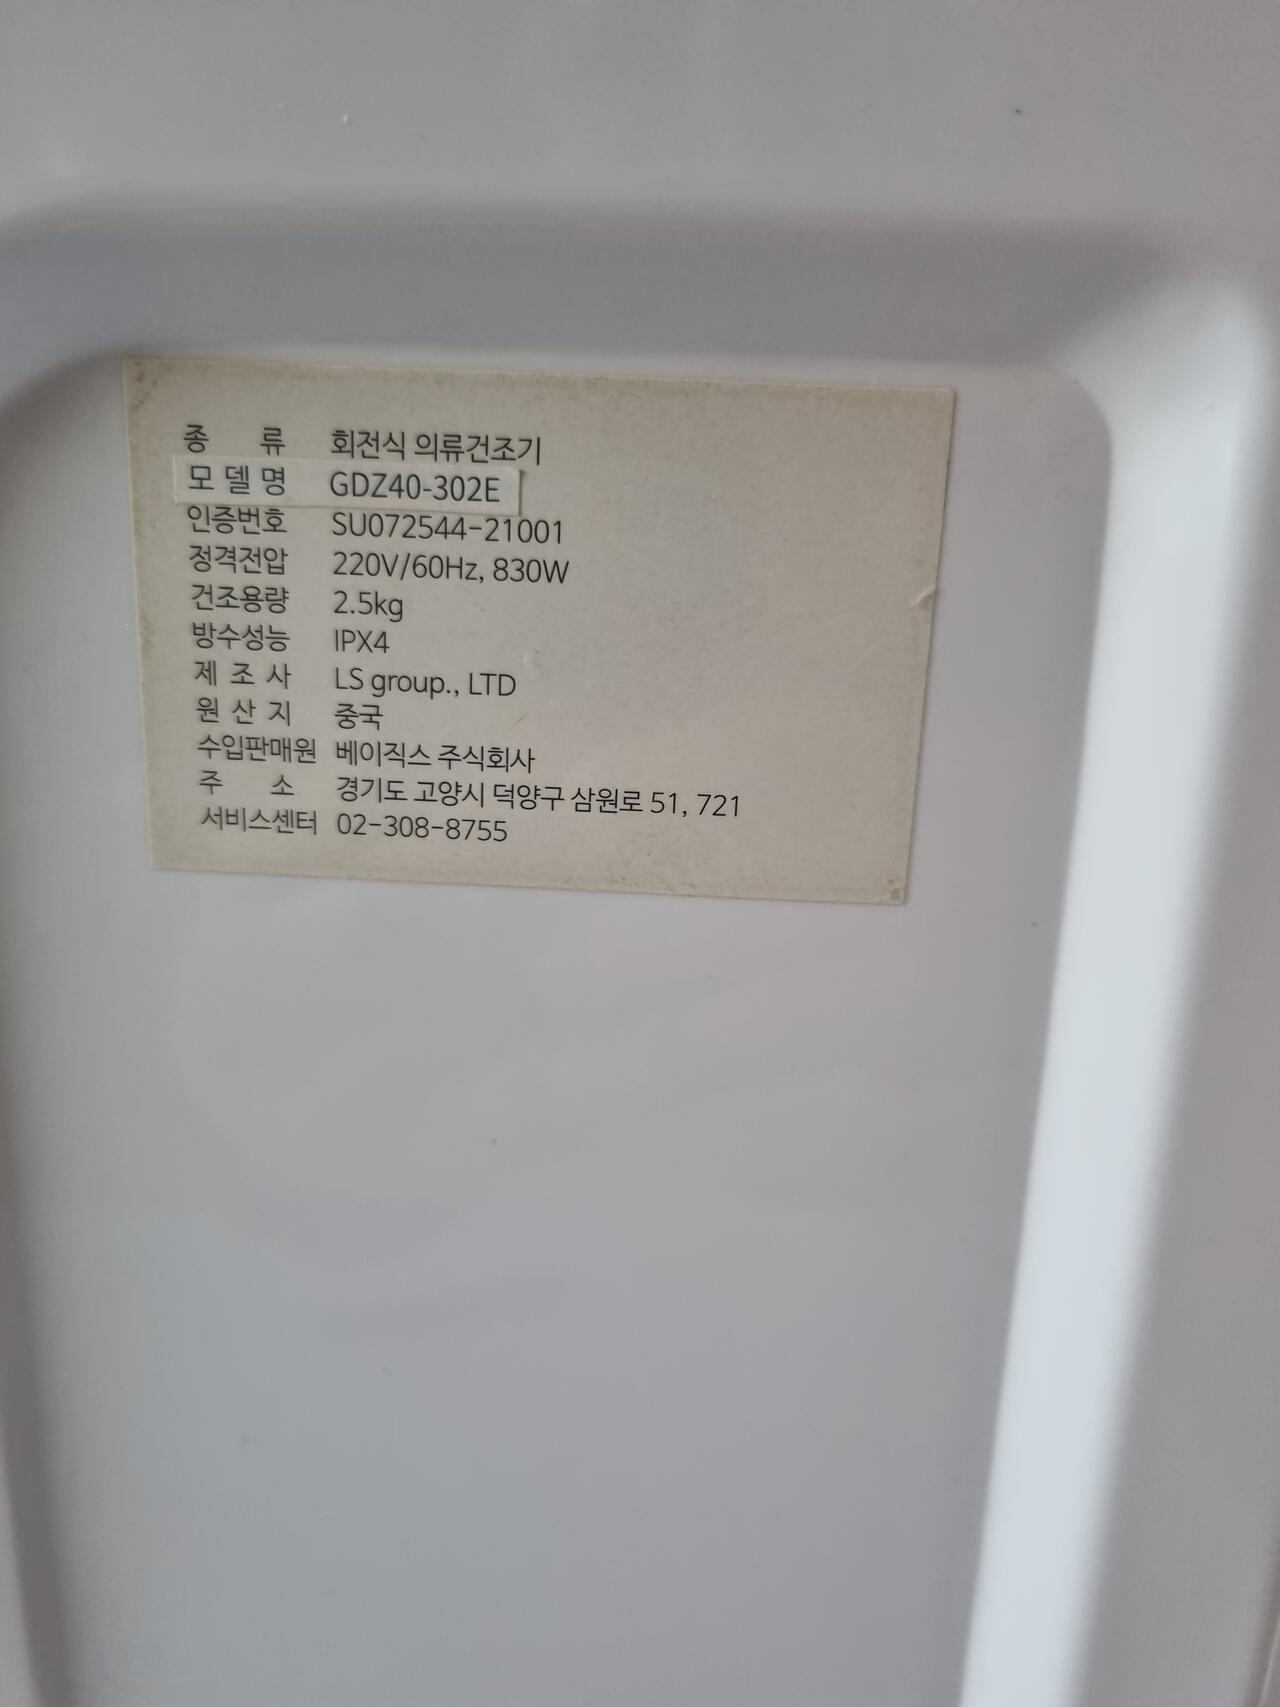 종 류 회전식 의류건조기
모 델 명 GDZ40-302E
인증번호 SU072544-21001
정격전압 220V/60Hz, 830W
건조용량 2.5kg
방수성능 IPX4
제 조 사 LS group., LTD
원 산 지 중국
수입판매원 베이직스 주식회사
주 소 경기도 고양시 덕양구 삼원로 51, 721
서비스센터 02-308-8755